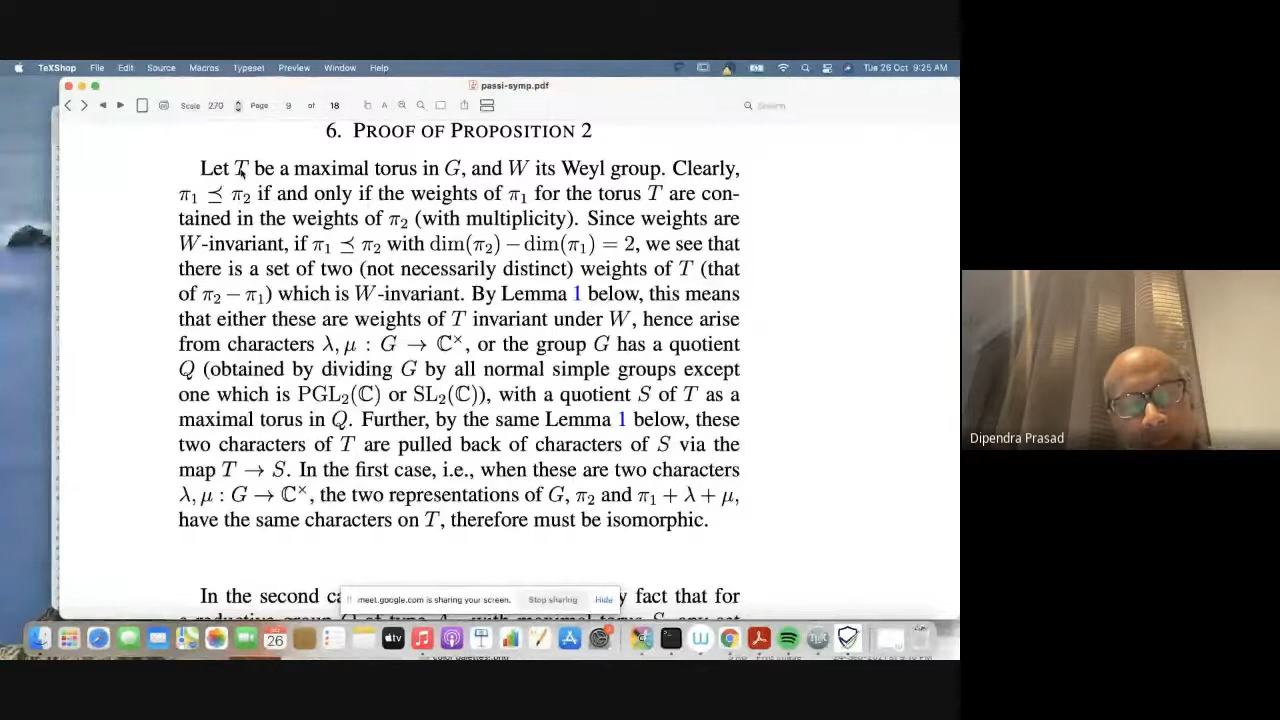 TeXShop File Edit Source Macros Typeset Preview Window Help Tue 26 Oct 9:25 AM
passi-symp.pdf
Scale 270 Page 9 of 18 Search
6. PROOF OF PROPOSITION 2
Let T be a maximal torus in G, and W its Weyl group. Clearly,
π₁ ⪯ π₂ if and only if the weights of π₁ for the torus T are con-
tained in the weights of π₂ (with multiplicity). Since weights are
W-invariant, if π₁ ⪯ π₂ with dim(π₂) − dim(π₁) = 2, we see that
there is a set of two (not necessarily distinct) weights of T (that
of π₂ − π₁) which is W-invariant. By Lemma 1 below, this means
that either these are weights of T invariant under W, hence arise
from characters λ, μ : G → ℂ×, or the group G has a quotient
Q (obtained by dividing G by all normal simple groups except
one which is PGL₂(ℂ) or SL₂(ℂ)), with a quotient S of T as a
maximal torus in Q. Further, by the same Lemma 1 below, these
two characters of T are pulled back of characters of S via the
map T → S. In the first case, i.e., when these are two characters
λ, μ : G → ℂ×, the two representations of G, π₂ and π₁ + λ + μ,
have the same characters on T, therefore must be isomorphic.
In the second fact that for
meet.google.com is sharing your screen. Stop sharing Hide
Dipendra Prasad